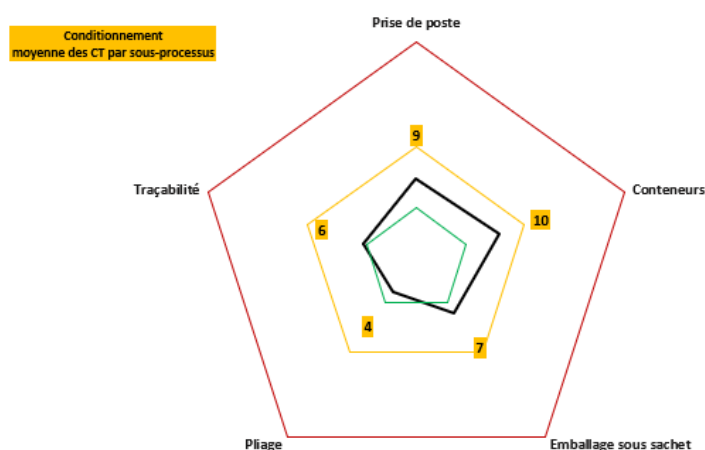 Prise de poste
Conditionnement
moyenne des CT par sous-processus
9
Traçabilité
Conteneurs
10
6
4
7
Pliage
Emballage sous sachet